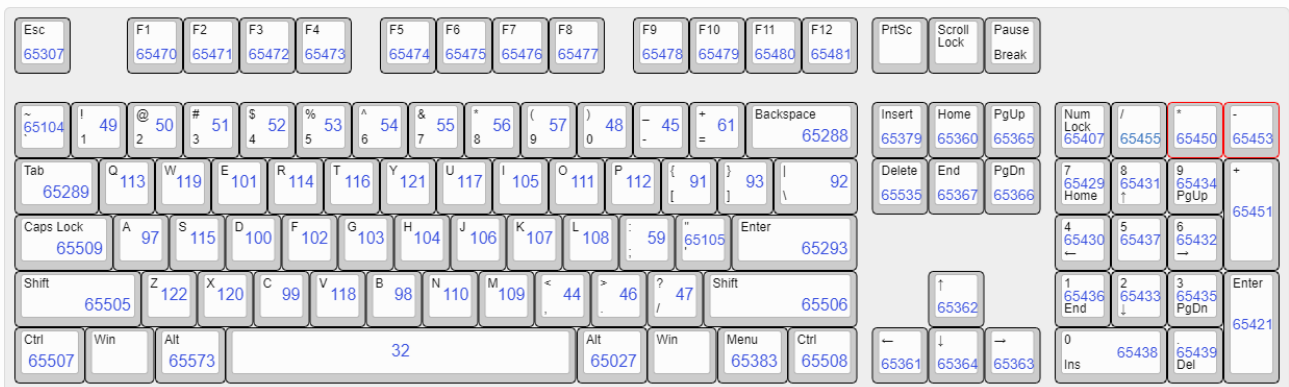 Esc F1 F2 F3 F4 F5 F6 F7 F8 F9 F10 F11 F12 PrtSc Scroll Pause
Lock
65307 65470 65471 65472 65473 65474 65475 65476 65477 65478 65479 65480 65481 Break
~ ! @ # $ % ^ & * ( ) _ + Backspace Insert Home PgUp Num / * -
65104 49 50 51 52 53 54 55 56 57 48 45 61 65288 65379 65360 65365 Lock 65407 65455 65450 65453
` 1 2 3 4 5 6 7 8 9 0 - =
Tab Q W E R T Y U I O P { } | Delete End PgDn 7 8 9 +
65289 113 119 101 114 116 121 117 105 111 112 91 93 92 65535 65367 65366 65429 65431 65434
[ ] \ Home ↑ PgUp
65451
Caps Lock A S D F G H J K L : " Enter 4 5 6
65509 97 115 100 102 103 104 106 107 108 59 65105 65293 65430 65437 65432
; ' ← →
Shift Z X C V B N M < > ? Shift ↑ 1 2 3 Enter
65505 122 120 99 118 98 110 109 44 46 47 65506 65362 65436 65433 65435
, . / End ↓ PgDn
65421
Ctrl Win Alt Alt Win Menu Ctrl ← ↓ → 0 .
65507 65573 32 65027 65383 65508 65361 65364 65363 65438 65439
Ins Del